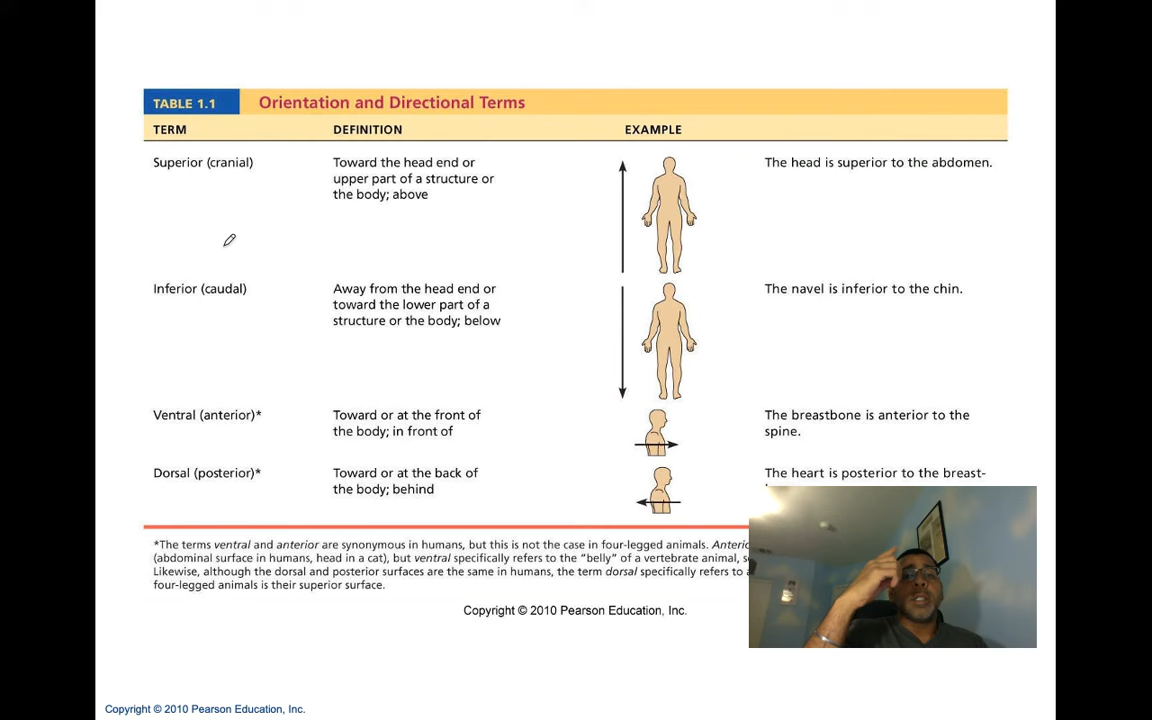 TABLE 1.1 Orientation and Directional Terms
TERM DEFINITION EXAMPLE
Superior (cranial) Toward the head end or The head is superior to the abdomen.
upper part of a structure or
the body; above
Inferior (caudal) Away from the head end or The navel is inferior to the chin.
toward the lower part of a
structure or the body; below
Ventral (anterior)* Toward or at the front of The breastbone is anterior to the
the body; in front of spine.
Dorsal (posterior)* Toward or at the back of The heart is posterior to the breast-
the body; behind
*The terms ventral and anterior are synonymous in humans, but this is not the case in four-legged animals.
(abdominal surface in humans, head in a cat), but ventral specifically refers to the “belly” of a vertebrate animal,
Likewise, although the dorsal and posterior surfaces are the same in humans, the term dorsal specifically refers to
four-legged animals is their superior surface.
Copyright © 2010 Pearson Education, Inc.
Copyright © 2010 Pearson Education, Inc.